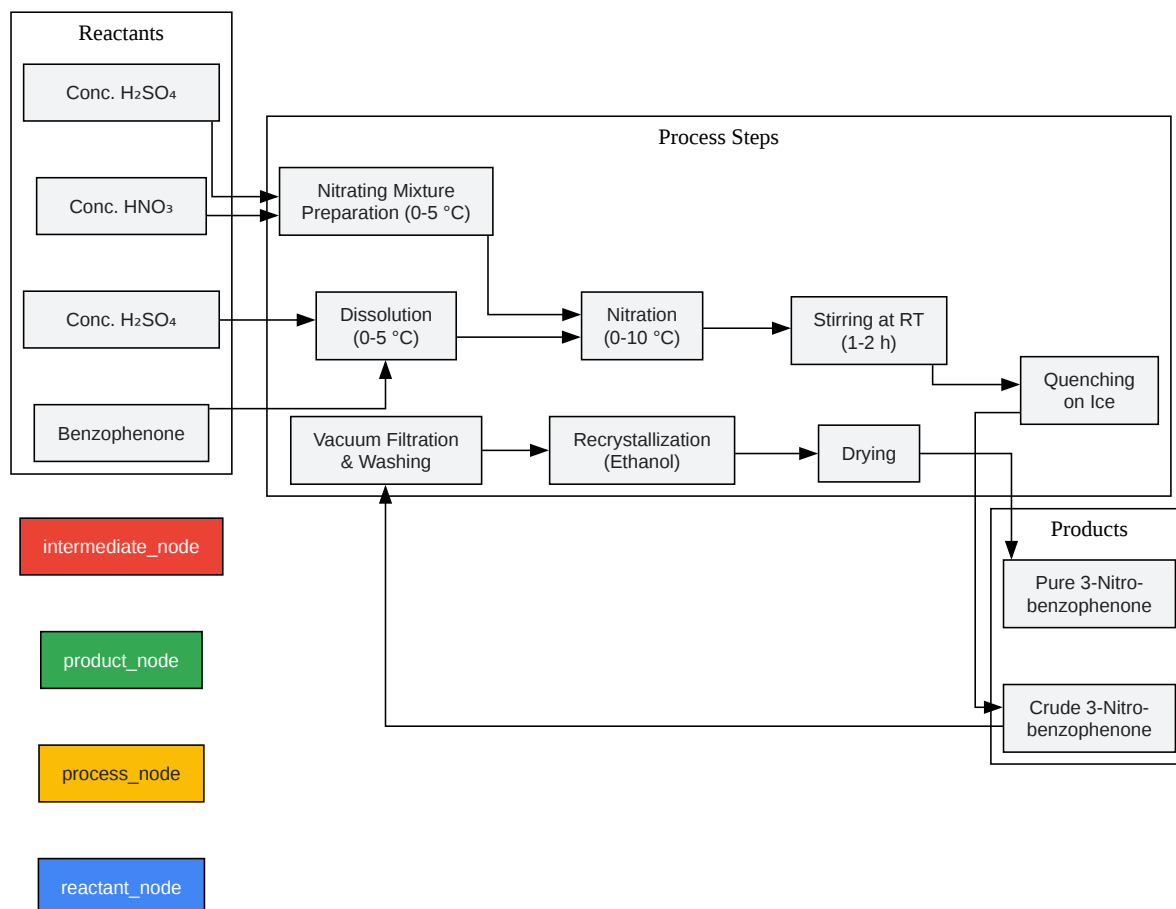 Reactants
Conc. H₂SO₄
Conc. HNO₃
Conc. H₂SO₄
Benzophenone
Process Steps
Nitrating Mixture
Preparation (0-5 °C)
Dissolution
(0-5 °C)
Nitration
(0-10 °C)
Stirring at RT
(1-2 h)
Quenching
on Ice
Vacuum Filtration
& Washing
Recrystallization
(Ethanol)
Drying
Products
Pure 3-Nitro-
benzophenone
Crude 3-Nitro-
benzophenone
intermediate_node
product_node
process_node
reactant_node